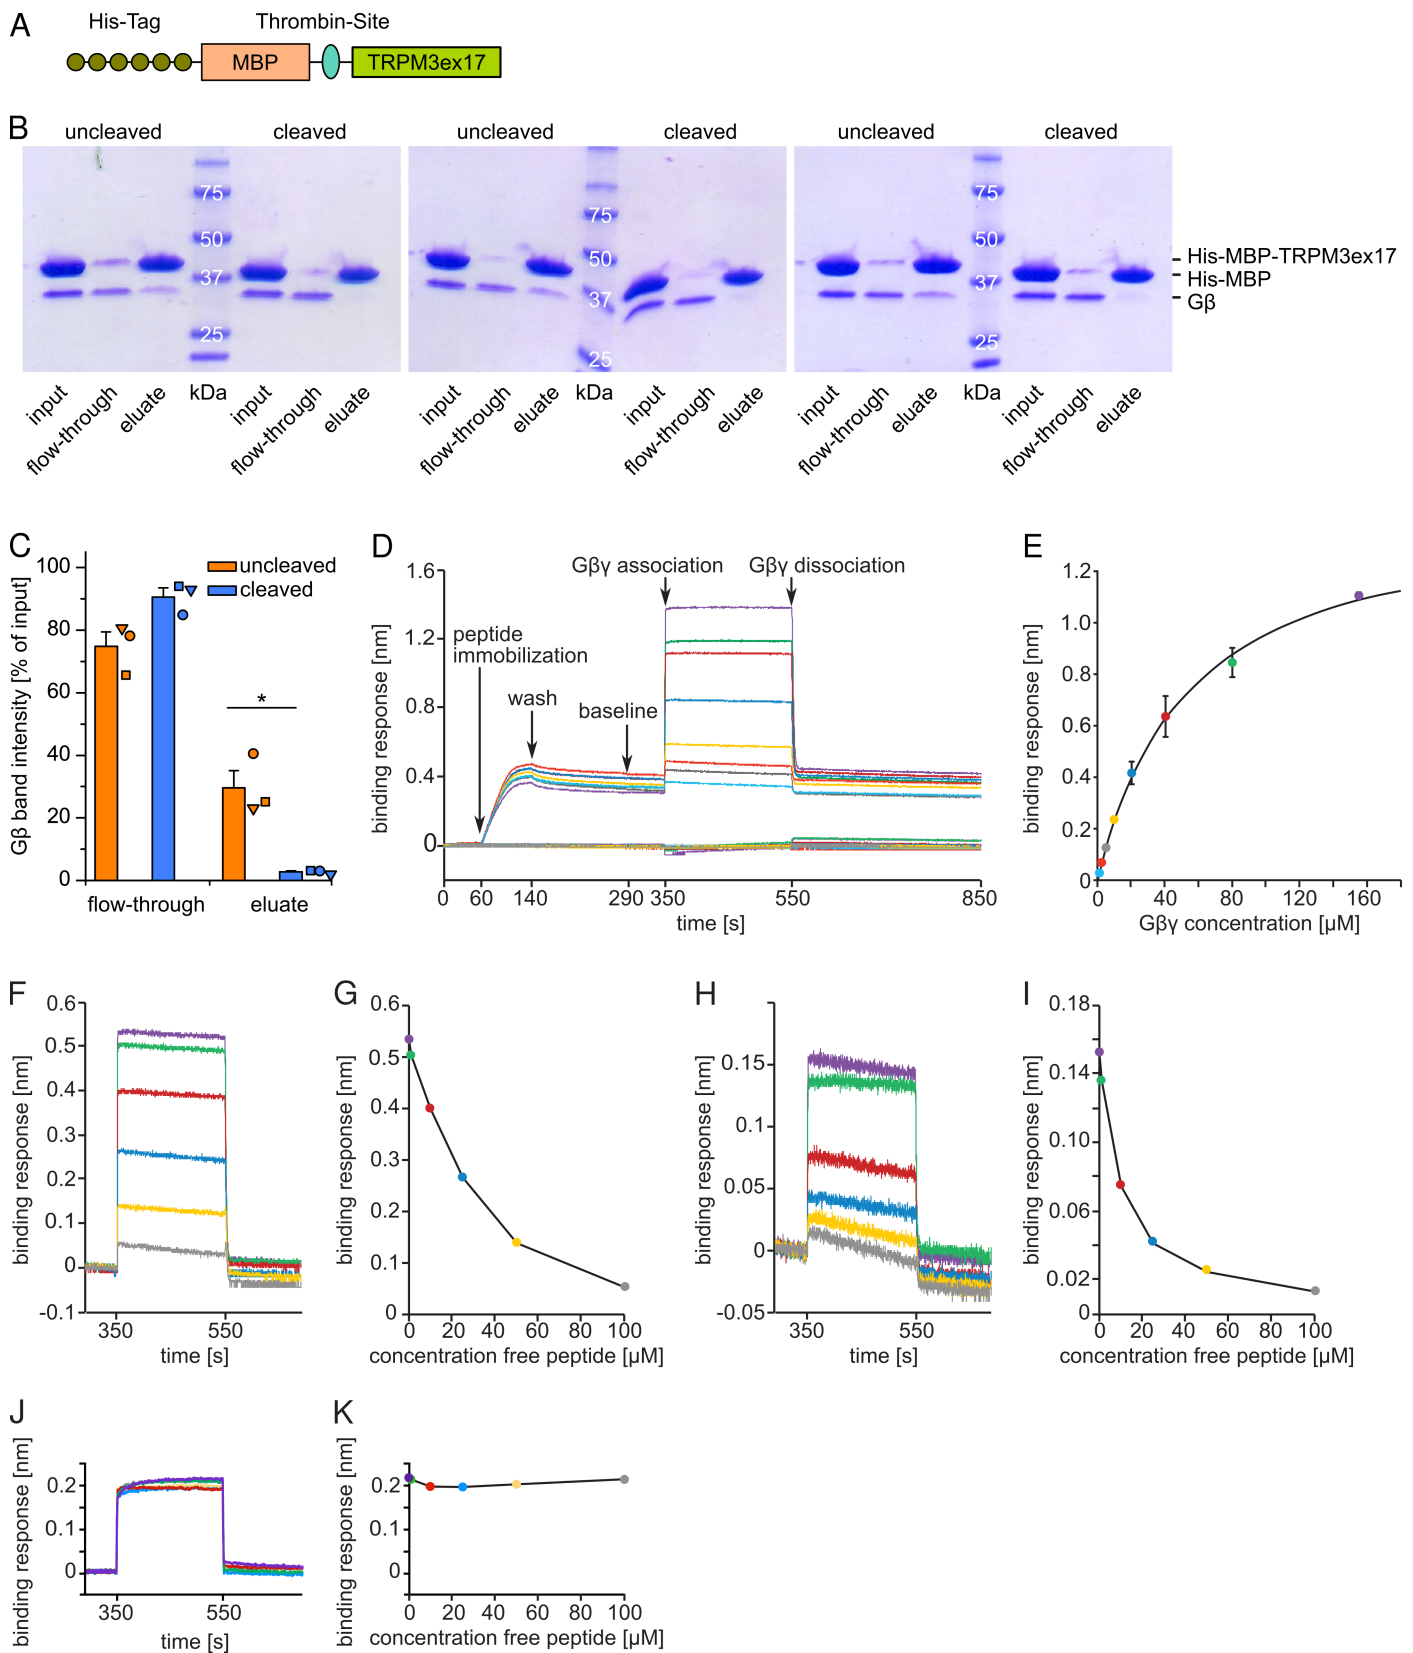 A
His-Tag
Thrombin-Site
MBP
TRPM3ex17
B
uncleaved
cleaved
uncleaved
cleaved
uncleaved
cleaved
75
50
37
25
75
50
37
25
75
50
37
25
His-MBP-TRPM3ex17
His-MBP
Gβ
input
flow-through
eluate
kDa
input
flow-through
eluate
input
flow-through
eluate
kDa
input
flow-through
eluate
input
flow-through
eluate
kDa
input
flow-through
eluate
C
Gβ band intensity [% of input]
100
80
60
40
20
0
uncleaved
cleaved
*
flow-through
eluate
D
binding response [nm]
1.6
1.2
0.8
0.4
0
Gβγ association
Gβγ dissociation
peptide
immobilization
wash
baseline
0 60 140 290 350 550 850
time [s]
E
binding response [nm]
1.2
1.0
0.8
0.6
0.4
0.2
0
0 40 80 120 160
Gβγ concentration [µM]
F
binding response [nm]
0.6
0.5
0.4
0.3
0.2
0.1
0
-0.1
350 550
time [s]
G
binding response [nm]
0.6
0.5
0.4
0.3
0.2
0.1
0
0 20 40 60 80 100
concentration free peptide [µM]
H
binding response [nm]
0.15
0.1
0.05
0
-0.05
350 550
time [s]
I
binding response [nm]
0.18
0.14
0.10
0.06
0.02
0
0 20 40 60 80 100
concentration free peptide [µM]
J
binding response [nm]
0.2
0.1
0
350 550
time [s]
K
binding response [nm]
0.2
0.1
0
0 20 40 60 80 100
concentration free peptide [µM]